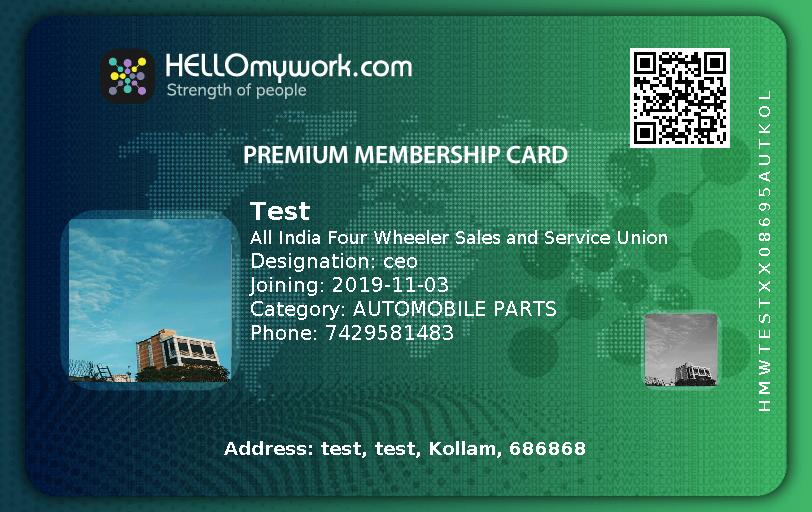 HELLOmywork.com
Strength of people
PREMIUM MEMBERSHIP CARD
Test
All India Four Wheeler Sales and Service Union
Designation: ceo
Joining: 2019-11-03
Category: AUTOMOBILE PARTS
Phone: 7429581483
Address: test, test, Kollam, 686868
HMWTESTXX08695AUTKOL